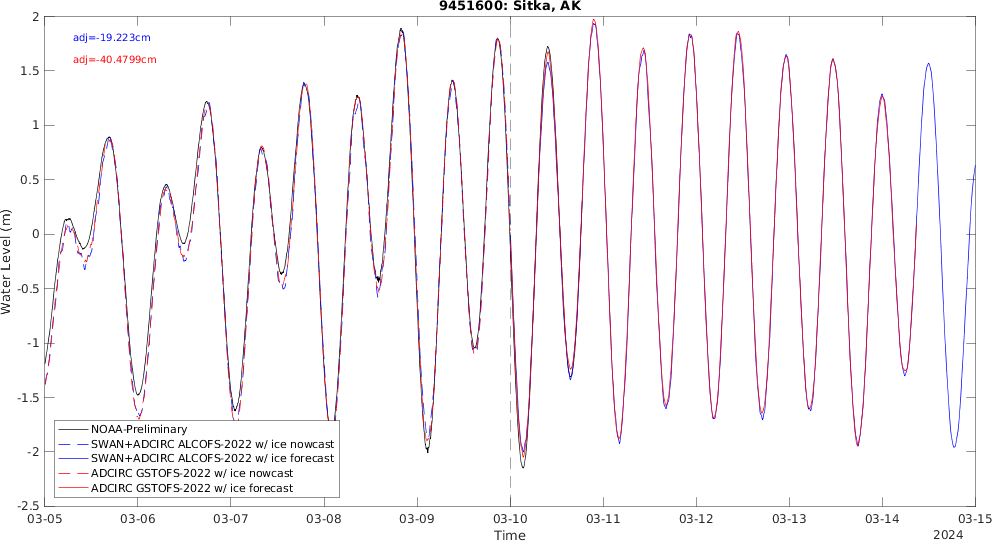 9451600: Sitka, AK
adj=-19.223cm
adj=-40.4799cm
2
1.5
1
0.5
0
-0.5
-1
-1.5
-2
-2.5
Water Level (m)
NOAA-Preliminary
SWAN+ADCIRC ALCOFS-2022 w/ ice nowcast
SWAN+ADCIRC ALCOFS-2022 w/ ice forecast
ADCIRC GSTOFS-2022 w/ ice nowcast
ADCIRC GSTOFS-2022 w/ ice forecast
03-05 03-06 03-07 03-08 03-09 03-10 03-11 03-12 03-13 03-14 03-15
Time
2024